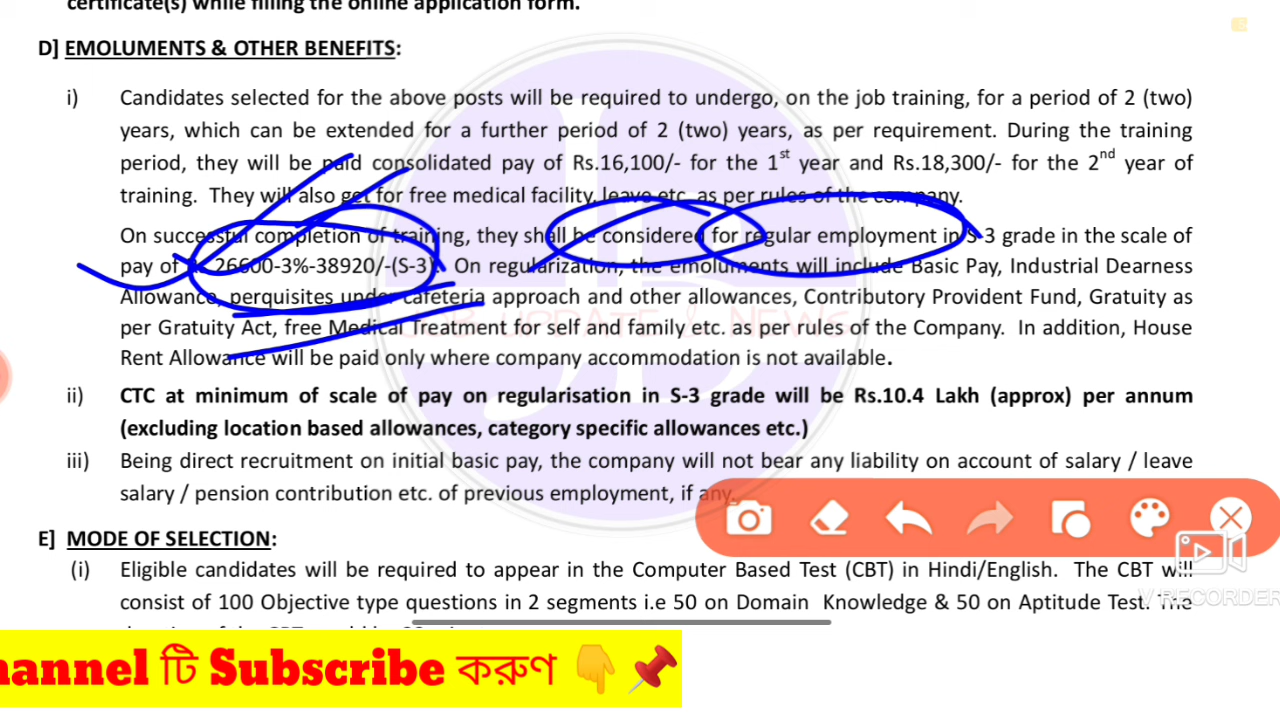 certificate(s) while filling the online application form.
D] EMOLUMENTS & OTHER BENEFITS:
i) Candidates selected for the above posts will be required to undergo, on the job training, for a period of 2 (two)
years, which can be extended for a further period of 2 (two) years, as per requirement. During the training
period, they will be paid consolidated pay of Rs.16,100/- for the 1st year and Rs.18,300/- for the 2nd year of
training. They will also get for free medical facility, leave etc. as per rules of the company.
On successful completion of training, they shall be considered for regular employment in S-3 grade in the scale of
pay of Rs 26600-3%-38920/-(S-3). On regularization, the emoluments will include Basic Pay, Industrial Dearness
Allowance, perquisites under cafeteria approach and other allowances, Contributory Provident Fund, Gratuity as
per Gratuity Act, free Medical Treatment for self and family etc. as per rules of the Company. In addition, House
JOB UPDATE & NEWS
Rent Allowance will be paid only where company accommodation is not available.
ii) CTC at minimum of scale of pay on regularisation in S-3 grade will be Rs.10.4 Lakh (approx) per annum
(excluding location based allowances, category specific allowances etc.)
iii) Being direct recruitment on initial basic pay, the company will not bear any liability on account of salary / leave
salary / pension contribution etc. of previous employment, if any.
E] MODE OF SELECTION:
(i) Eligible candidates will be required to appear in the Computer Based Test (CBT) in Hindi/English. The CBT will
consist of 100 Objective type questions in 2 segments i.e 50 on Domain Knowledge & 50 on Aptitude Test. The
V RECORDER
hannel টি Subscribe করুণ 👇 📌